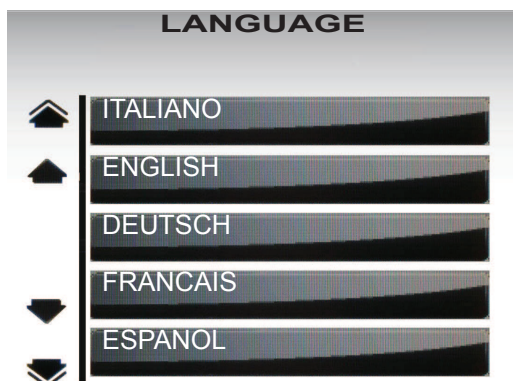 LANGUAGE
ITALIANO
ENGLISH
DEUTSCH
FRANCAIS
ESPANOL